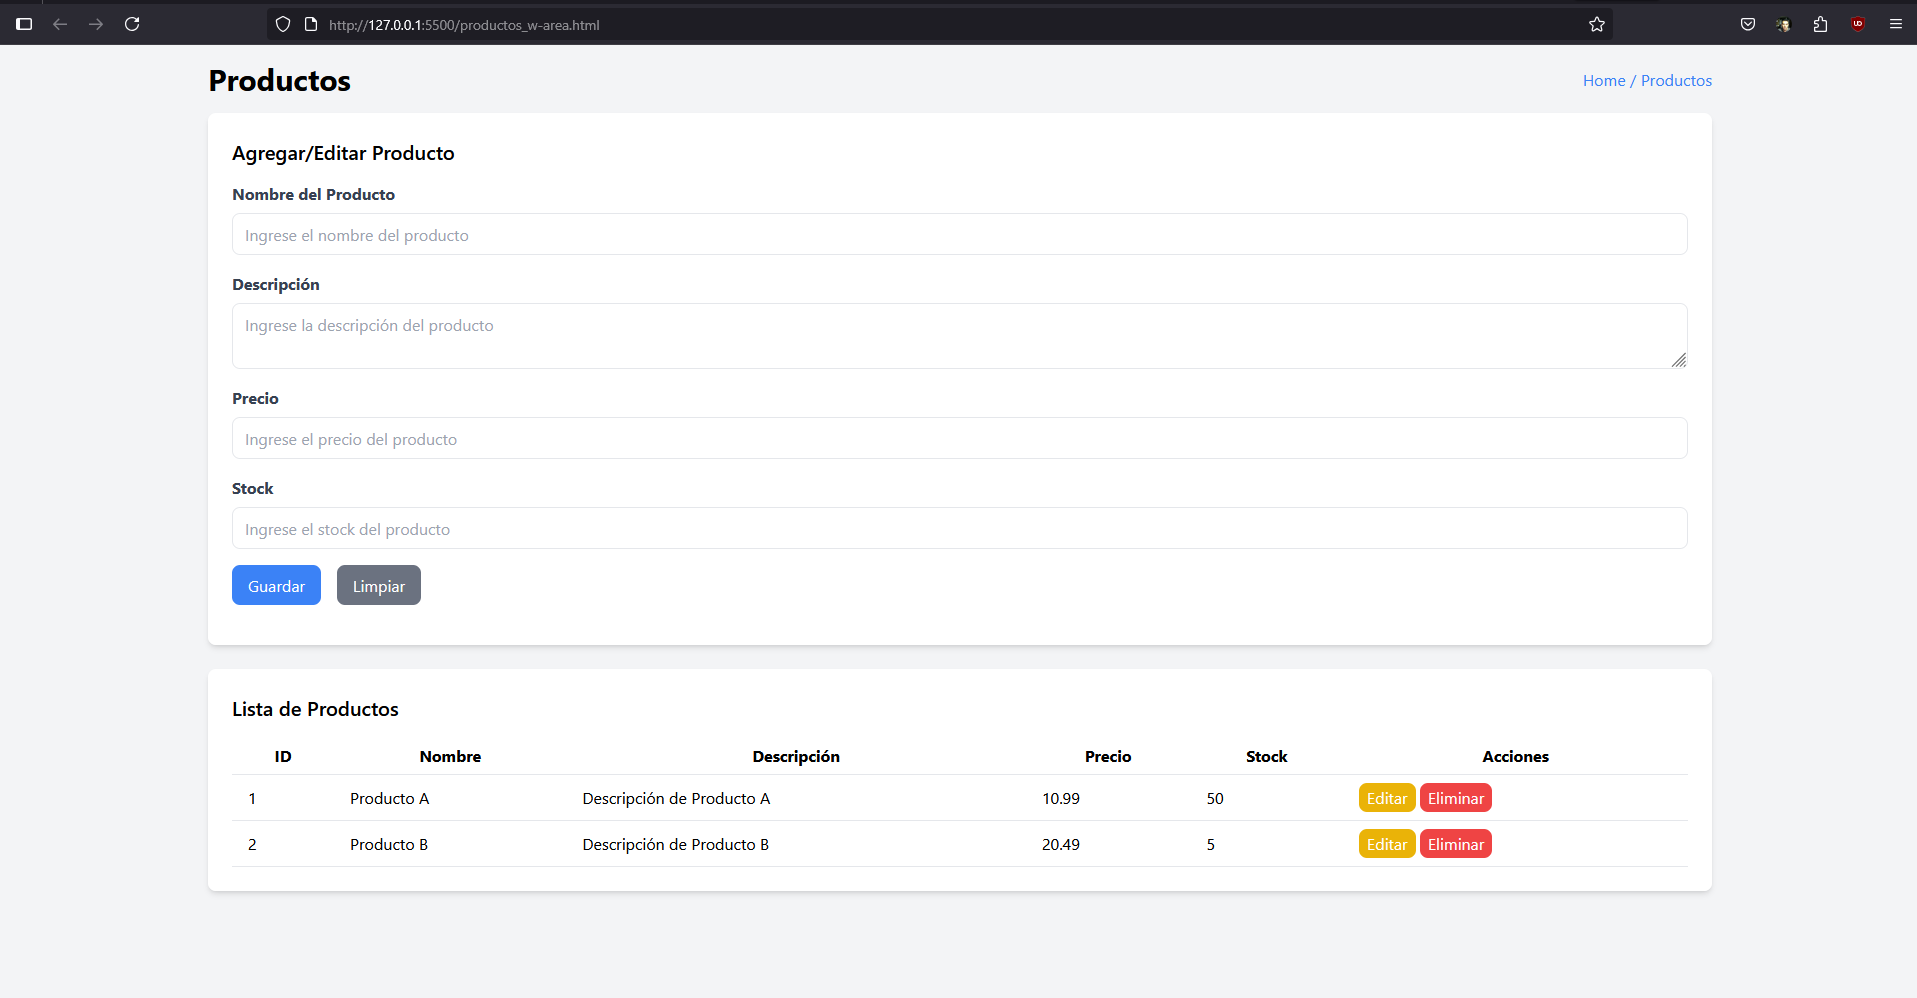 http://127.0.0.1:5500/productos_w-area.html
Productos
Home / Productos
Agregar/Editar Producto
Nombre del Producto
Ingrese el nombre del producto
Descripción
Ingrese la descripción del producto
Precio
Ingrese el precio del producto
Stock
Ingrese el stock del producto
Guardar Limpiar
Lista de Productos
ID Nombre Descripción Precio Stock Acciones
1 Producto A Descripción de Producto A 10.99 50 Editar Eliminar
2 Producto B Descripción de Producto B 20.49 5 Editar Eliminar